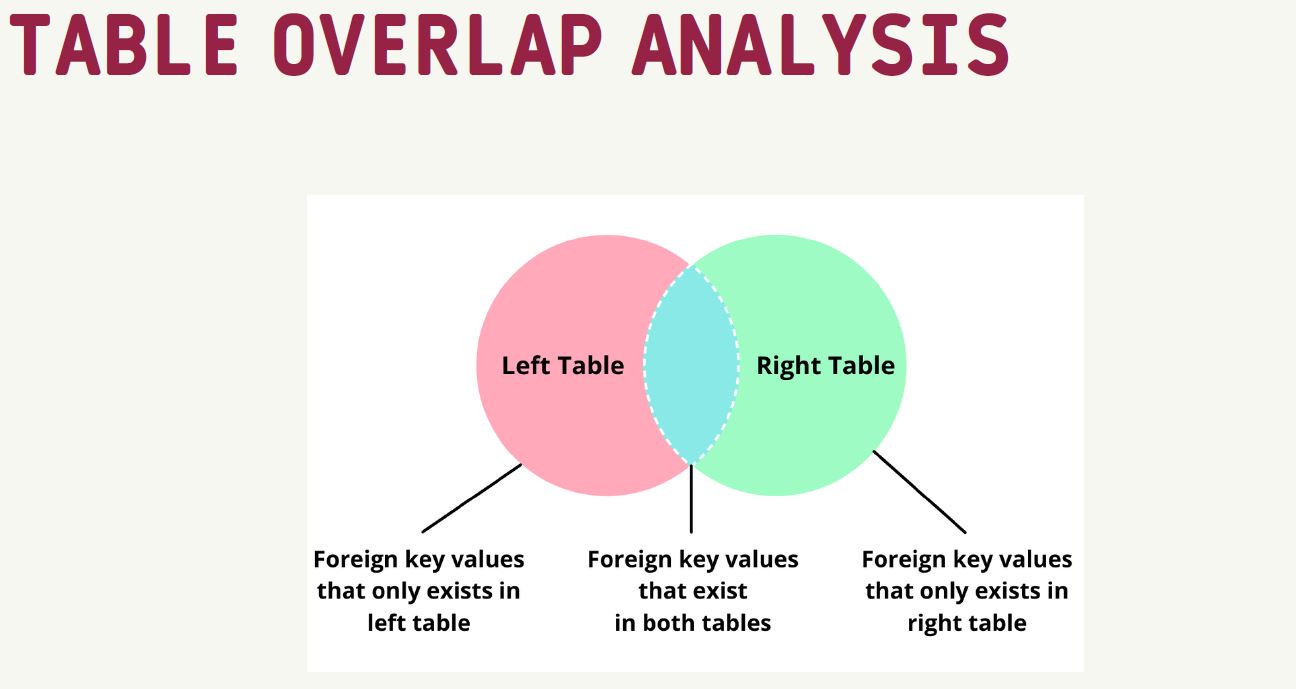 TABLE OVERLAP ANALYSIS
Left Table
Right Table
Foreign key values
that only exists in
left table
Foreign key values
that exist
in both tables
Foreign key values
that only exists in
right table